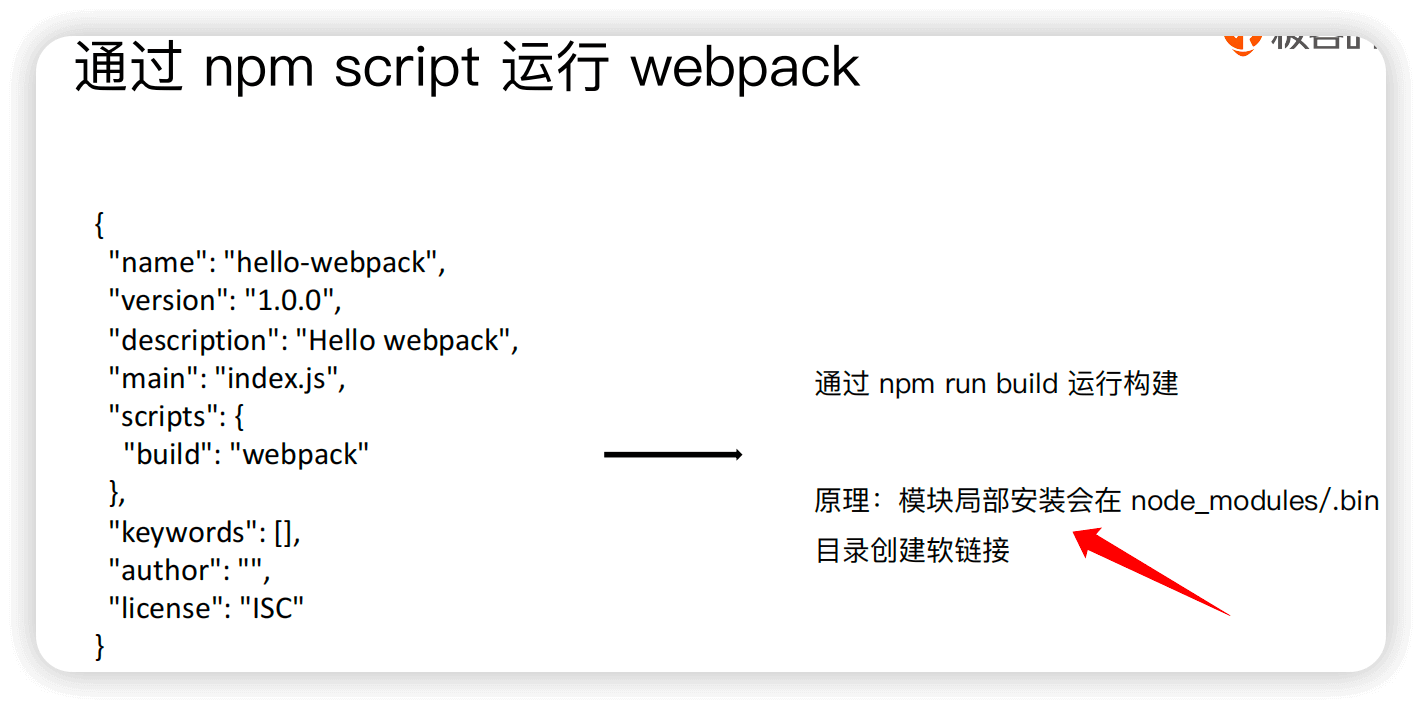 通过 npm script 运行 webpack
{
"name": "hello-webpack",
"version": "1.0.0",
"description": "Hello webpack",
"main": "index.js",
"scripts": {
"build": "webpack"
},
"keywords": [],
"author": "",
"license": "ISC"
}
通过 npm run build 运行构建
原理：模块局部安装会在 node_modules/.bin
目录创建软链接